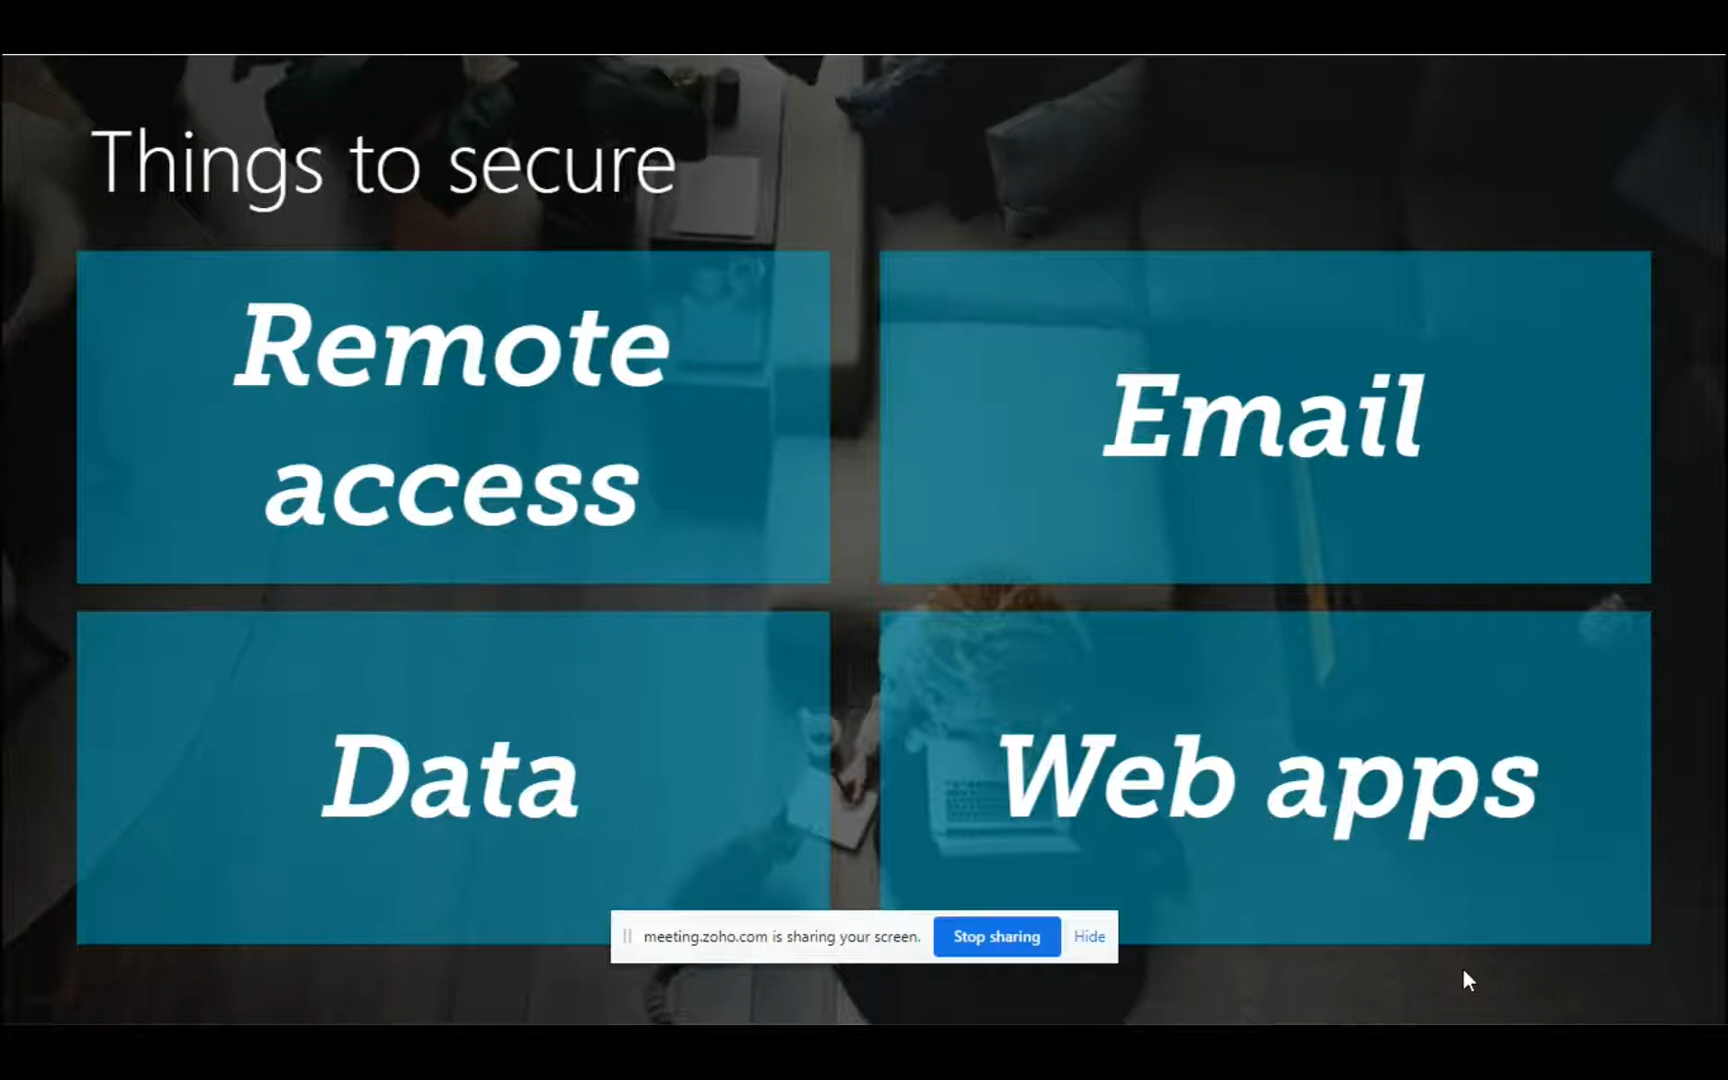 Things to secure
Remote
access
Email
Data
Web apps
meeting.zoho.com is sharing your screen.
Stop sharing
Hide